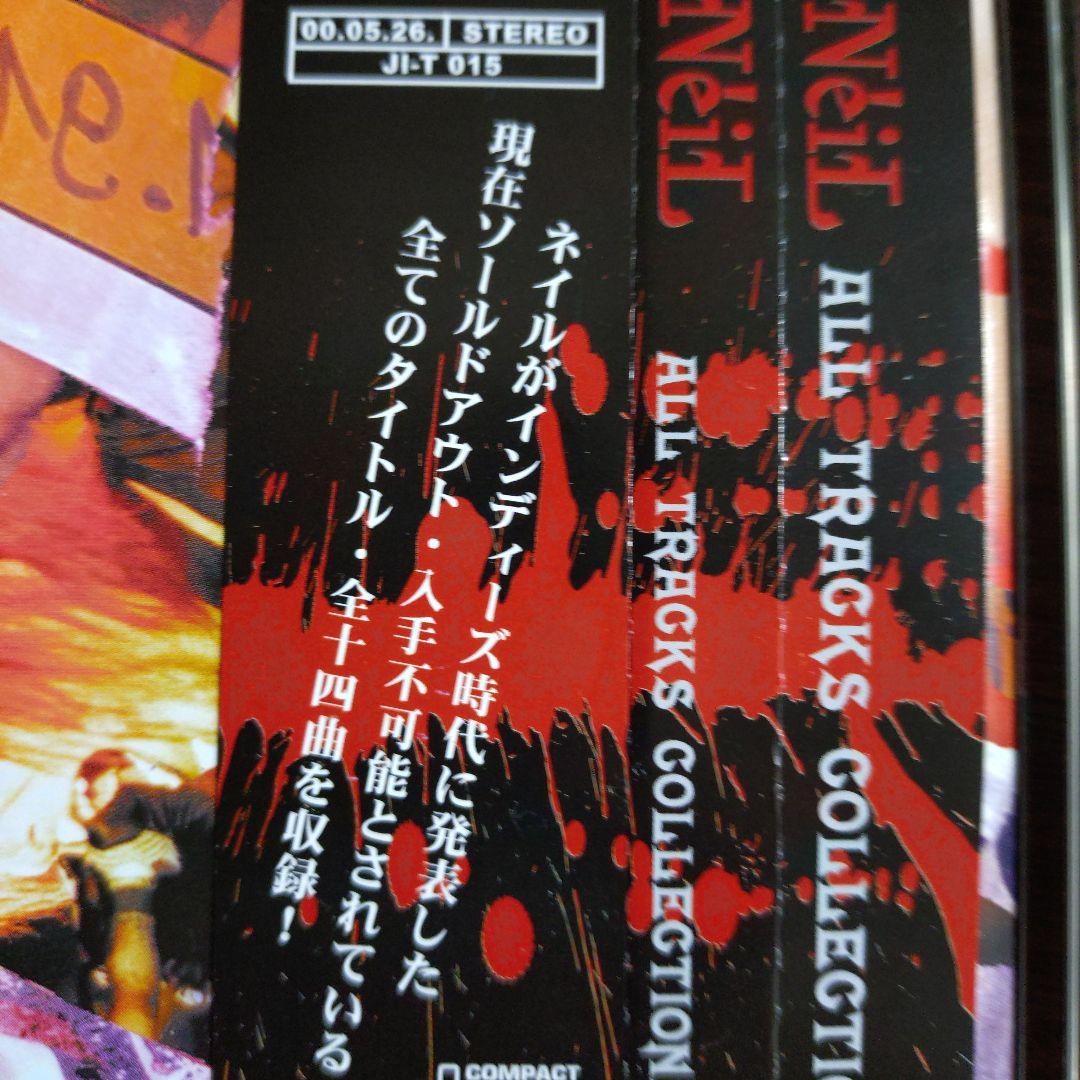 00.05.26. STEREO
JI-T 015
ネイルがインディーズ時代に発表した
現在ソールドアウト・入手不可能とされている
全てのタイトル・全十四曲を収録！
COMPACT
NéiL ALL TRACKS COLLECTION
NéiL ALL TRACKS COLLECTI